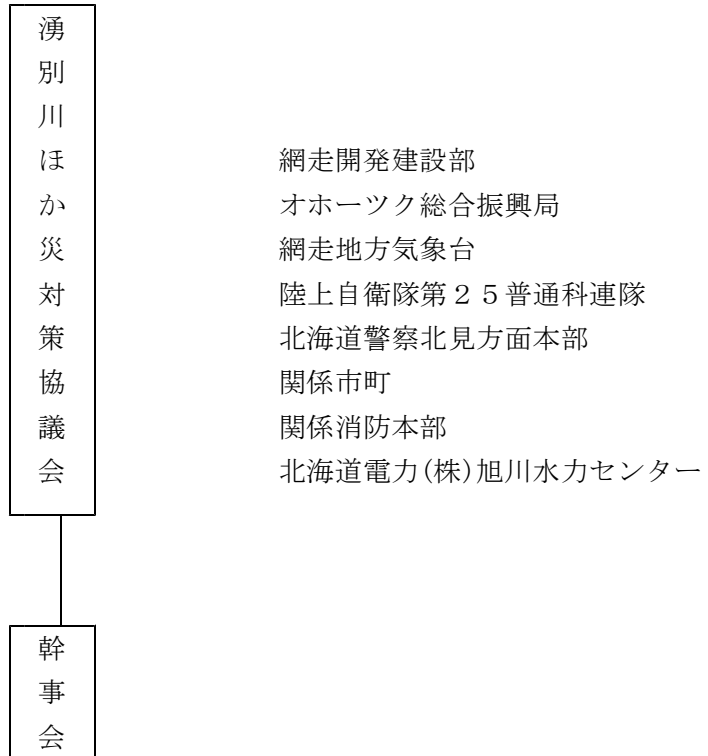 湧別川ほか災対策協議会
網走開発建設部
オホーツク総合振興局
網走地方気象台
陸上自衛隊第２５普通科連隊
北海道警察北見方面本部
関係市町
関係消防本部
北海道電力(株)旭川水力センター
幹事会